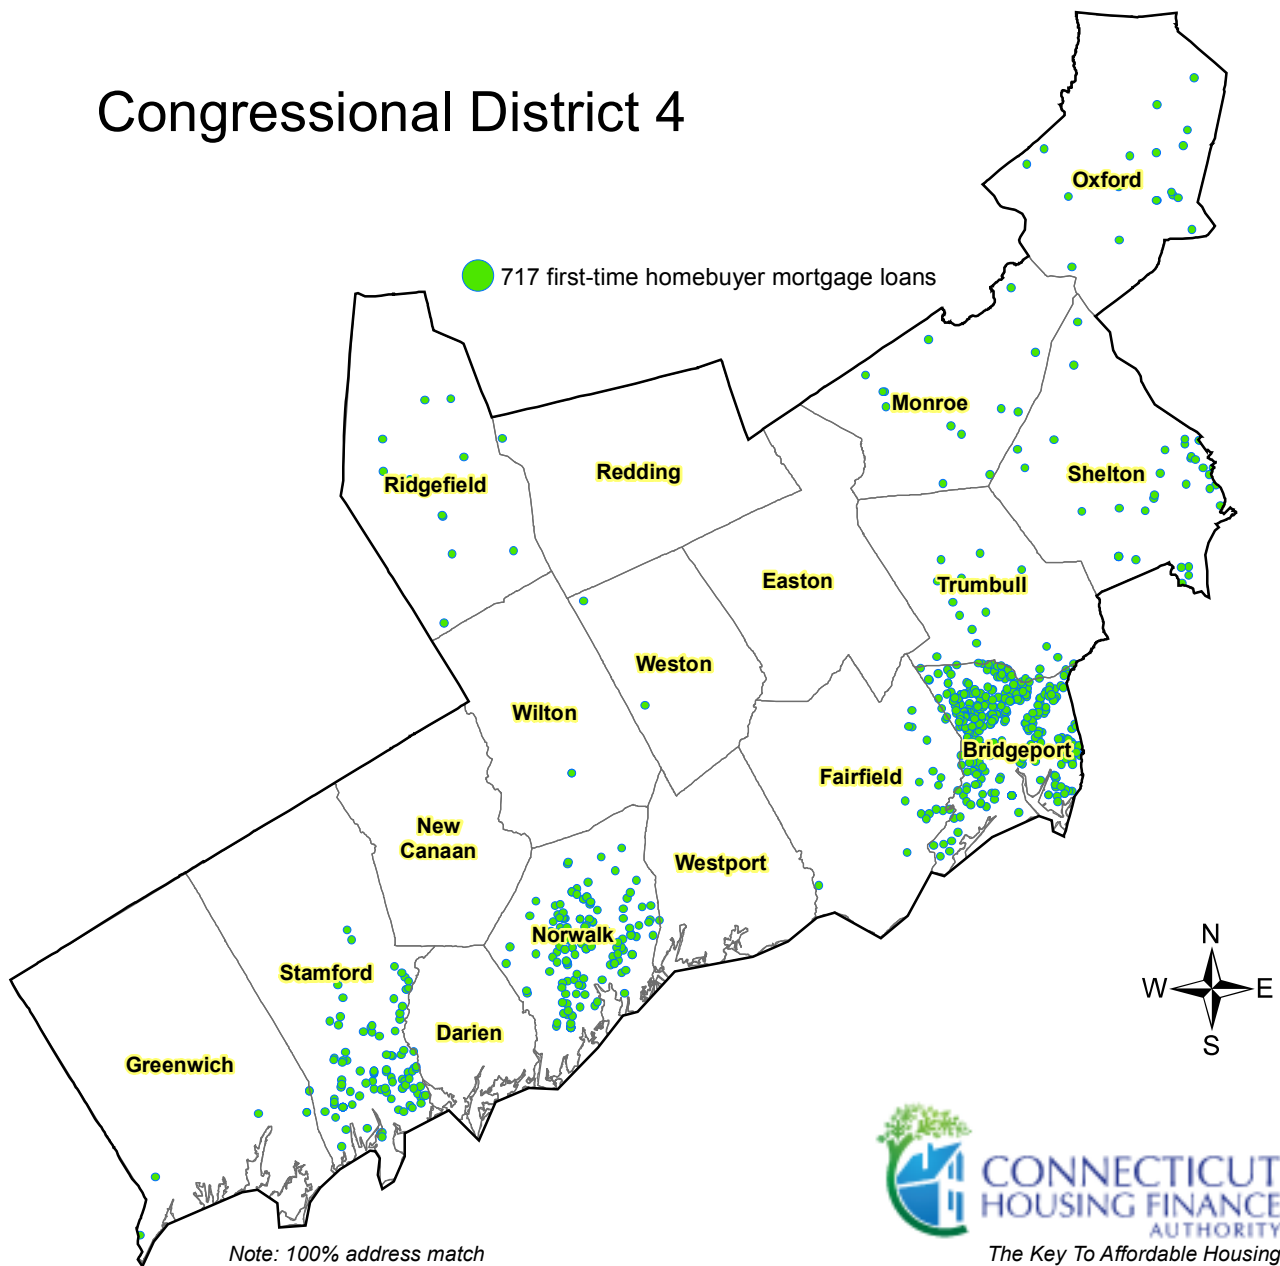 Congressional District 4
Oxford
717 first-time homebuyer mortgage loans
Monroe
Redding
Shelton
Ridgefield
Easton
Trumbull
Weston
Wilton
Bridgeport
Fairfield
New
Canaan
Westport
Norwalk
N
Stamford
W
E
Darien
S
Greenwich
CONNECTICUT
HOUSING FINANCE
AUTHORITY
Note: 100% address match
The Key To Affordable Housing